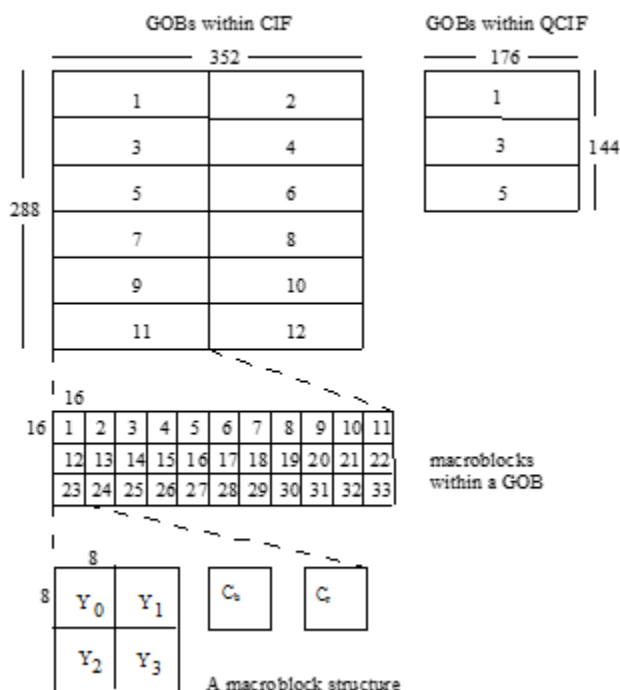 GOBs within CIF
GOBs within QCIF
352
176
1 2
3 4
5 6
7 8
9 10
11 12
288
1
3
5
144
16
16
1 2 3 4 5 6 7 8 9 10 11
12 13 14 15 16 17 18 19 20 21 22
23 24 25 26 27 28 29 30 31 32 33
macroblocks
within a GOB
8
8
Y0 Y1
Y2 Y3
Cb
Cr
A macroblock structure